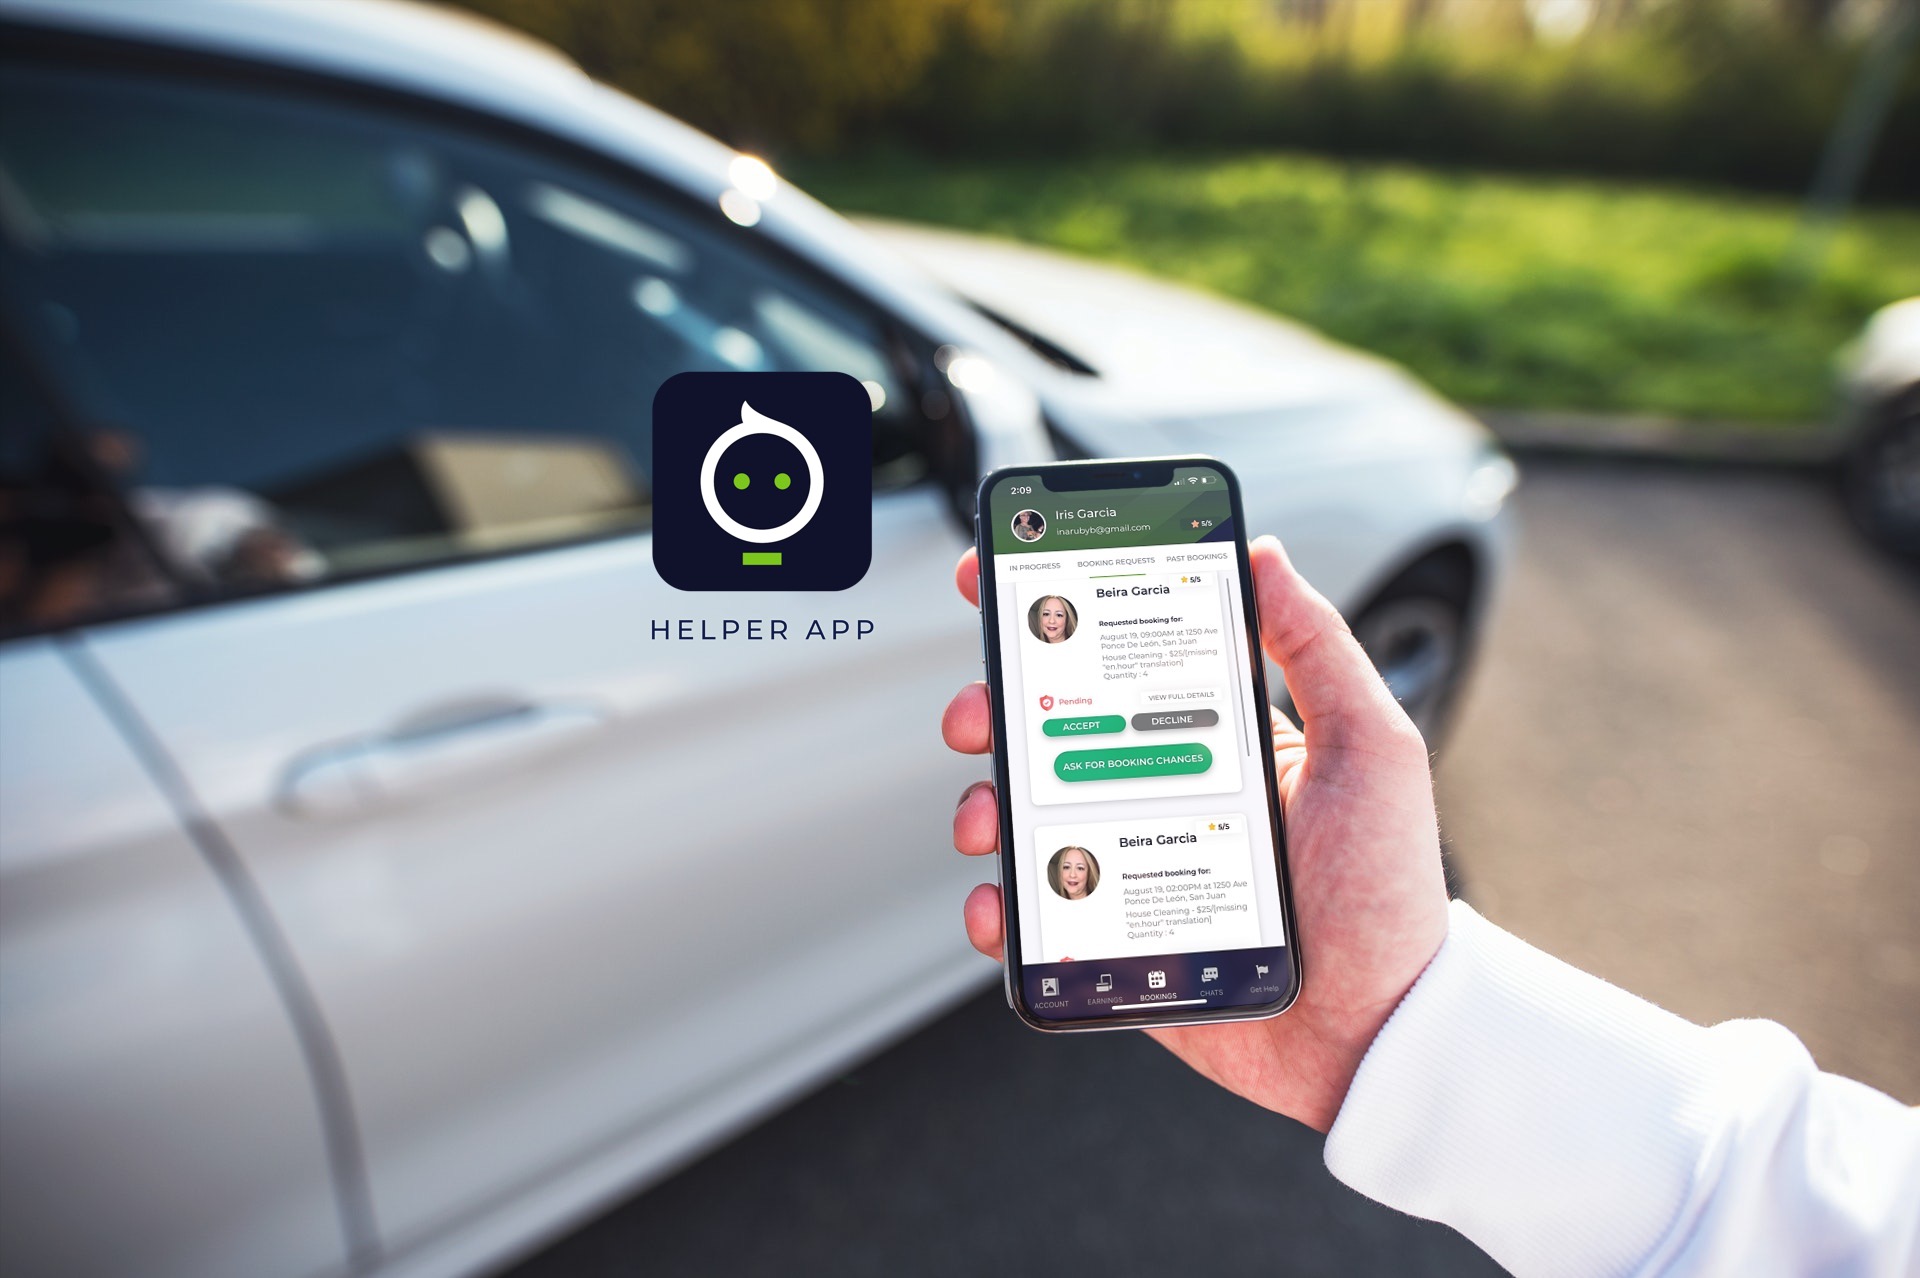 HELPER APP
2:09
Iris Garcia
inarubyb@gmail.com
5/5
IN PROGRESS BOOKING REQUESTS PAST BOOKINGS
5/5
Beira Garcia
Requested booking for:
August 19, 09:00AM at 1250 Ave
Ponce De León, San Juan
House Cleaning - $25/[missing
"en.hour" translation]
Quantity : 4
Pending
VIEW FULL DETAILS
ACCEPT
DECLINE
ASK FOR BOOKING CHANGES
5/5
Beira Garcia
Requested booking for:
August 19, 02:00PM at 1250 Ave
Ponce De León, San Juan
House Cleaning - $25/[missing
"en.hour" translation]
Quantity : 4
ACCOUNT EARNINGS BOOKINGS CHATS Get Help